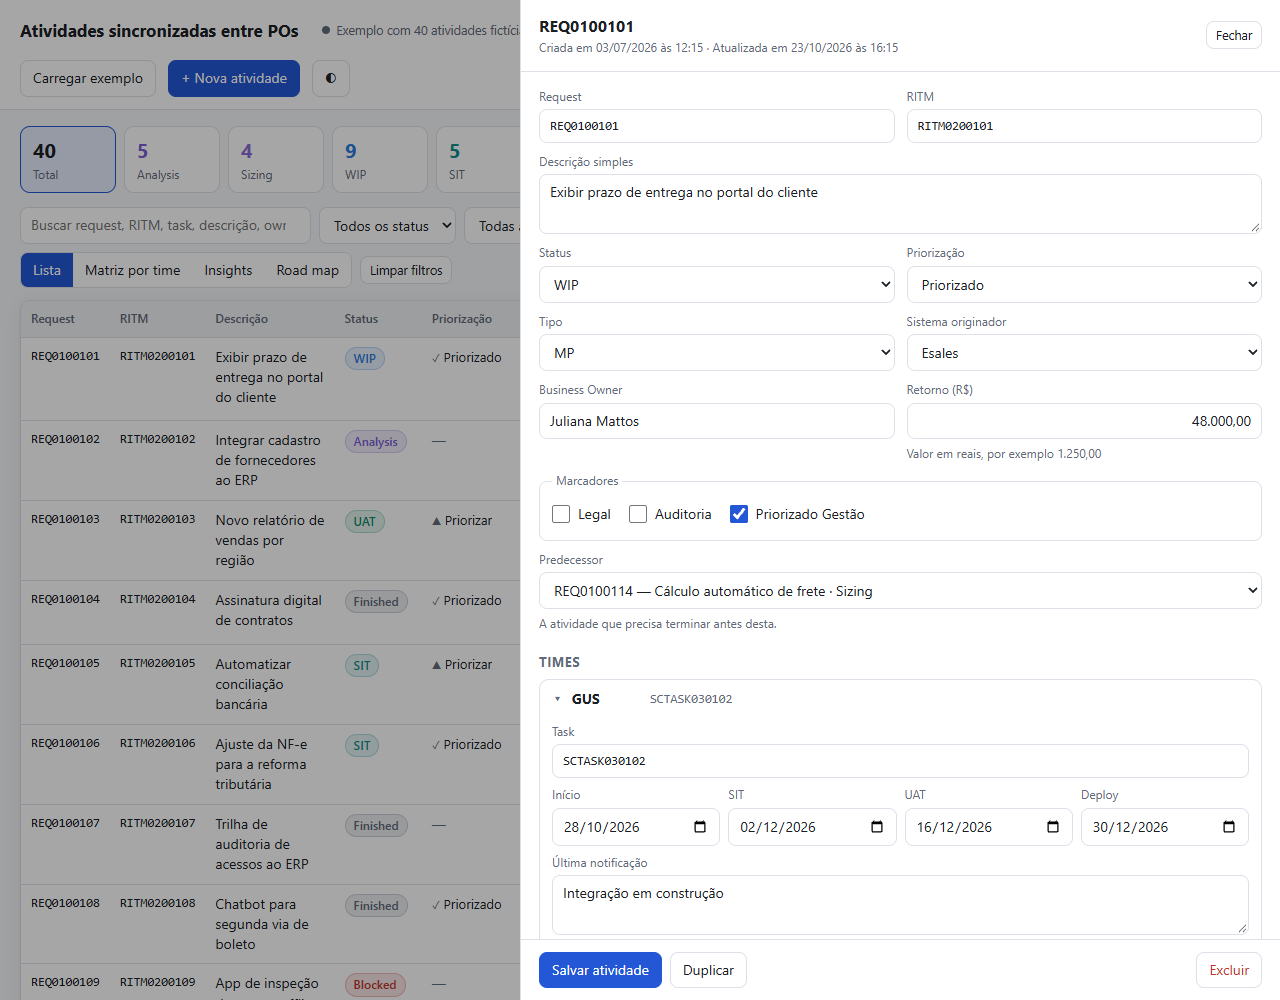 Atividades sincronizadas entre POs
Exemplo com 40 atividades fictíci
Carregar exemplo
+ Nova atividade
40
Total
5
Analysis
4
Sizing
9
WIP
5
SIT
Buscar request, RITM, task, descrição, owr
Todos os status
Todas
Lista
Matriz por time
Insights
Road map
Limpar filtros
Request RITM Descrição Status Priorização
REQ0100101 RITM0200101 Exibir prazo de WIP ✓ Priorizado
entrega no portal
do cliente
REQ0100102 RITM0200102 Integrar cadastro Analysis —
de fornecedores
ao ERP
REQ0100103 RITM0200103 Novo relatório de UAT ▲ Priorizar
vendas por
região
REQ0100104 RITM0200104 Assinatura digital Finished ✓ Priorizado
de contratos
REQ0100105 RITM0200105 Automatizar SIT ▲ Priorizar
conciliação
bancária
REQ0100106 RITM0200106 Ajuste da NF-e SIT ✓ Priorizado
para a reforma
tributária
REQ0100107 RITM0200107 Trilha de Finished —
auditoria de
acessos ao ERP
REQ0100108 RITM0200108 Chatbot para Finished ✓ Priorizado
segunda via de
boleto
REQ0100109 RITM0200109 App de inspeção Blocked —
REQ0100101
Criada em 03/07/2026 às 12:15 · Atualizada em 23/10/2026 às 16:15
Fechar
Request RITM
REQ0100101 RITM0200101
Descrição simples
Exibir prazo de entrega no portal do cliente
Status Priorização
WIP Priorizado
Tipo Sistema originador
MP Esales
Business Owner Retorno (R$)
Juliana Mattos 48.000,00
Valor em reais, por exemplo 1.250,00
Marcadores
Legal Auditoria Priorizado Gestão
Predecessor
REQ0100114 — Cálculo automático de frete · Sizing
A atividade que precisa terminar antes desta.
TIMES
▼ GUS SCTASK030102
Task
SCTASK030102
Início SIT UAT Deploy
28/10/2026 02/12/2026 16/12/2026 30/12/2026
Última notificação
Integração em construção
Salvar atividade
Duplicar
Excluir